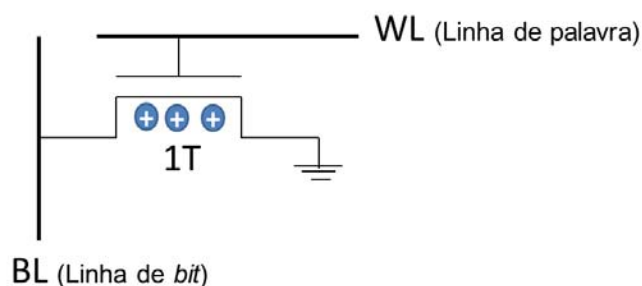 WL (Linha de palavra)
+ + +
1T
BL (Linha de bit)